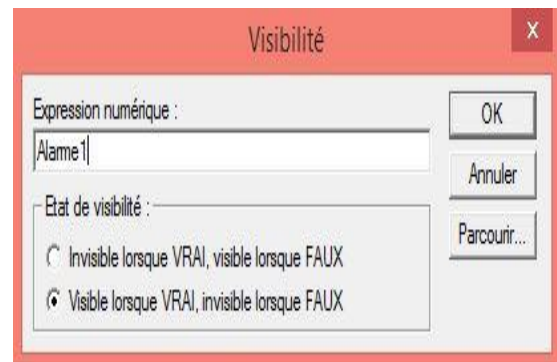 Visibilité
x
Expression numérique :
OK
Alarme1
Annuler
Etat de visibilité :
Parcourir...
Invisible lorsque VRAI, visible lorsque FAUX
Visible lorsque VRAI, invisible lorsque FAUX